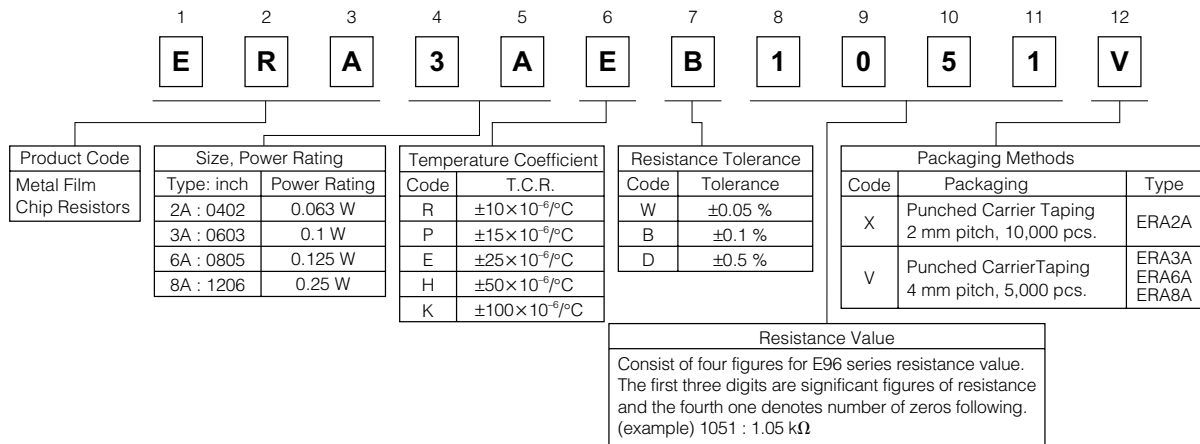 1 2 3 4 5 6 7 8 9 10 11 12
E R A 3 A E B 1 0 5 1 V
Product Code
Metal Film
Chip Resistors
Size, Power Rating
Type: inch Power Rating
2A : 0402 0.063 W
3A : 0603 0.1 W
6A : 0805 0.125 W
8A : 1206 0.25 W
Temperature Coefficient
Code T.C.R.
R ±10×10⁻⁶/°C
P ±15×10⁻⁶/°C
E ±25×10⁻⁶/°C
H ±50×10⁻⁶/°C
K ±100×10⁻⁶/°C
Resistance Tolerance
Code Tolerance
W ±0.05 %
B ±0.1 %
D ±0.5 %
Packaging Methods
Code Packaging Type
X Punched Carrier Taping
2 mm pitch, 10,000 pcs. ERA2A
V Punched CarrierTaping
4 mm pitch, 5,000 pcs. ERA3A
ERA6A
ERA8A
Resistance Value
Consist of four figures for E96 series resistance value.
The first three digits are significant figures of resistance
and the fourth one denotes number of zeros following.
(example) 1051 : 1.05 kΩ